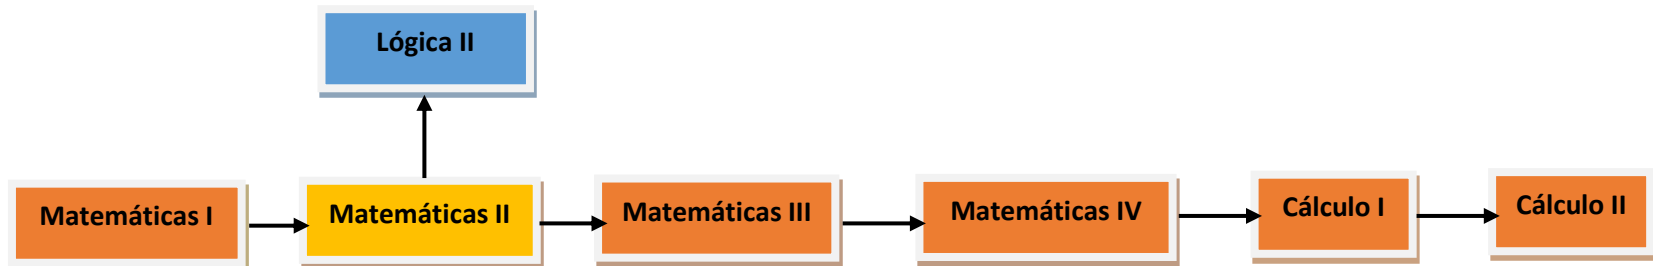 Lógica II
Matemáticas I
Matemáticas II
Matemáticas III
Matemáticas IV
Cálculo I
Cálculo II